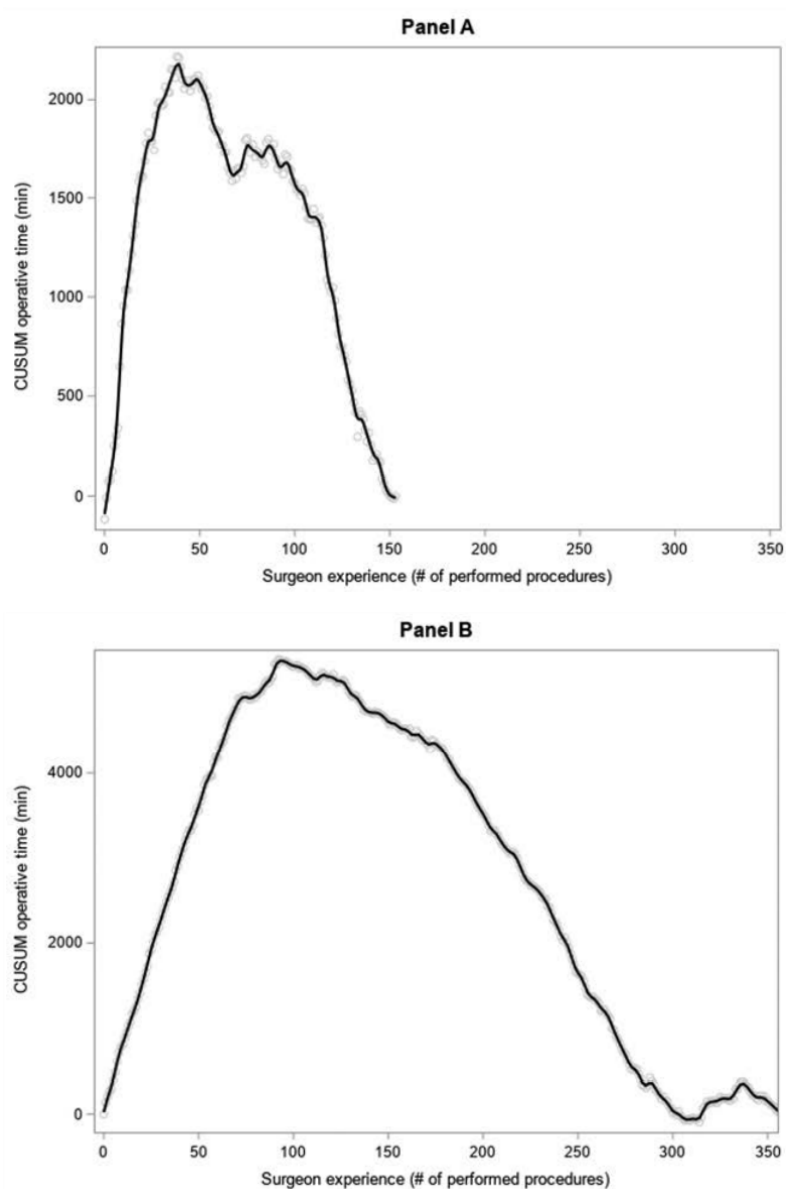 Panel A
CUSUM operative time (min)
2000
1500
1000
500
0
0 50 100 150 200 250 300 350
Surgeon experience (# of performed procedures)
Panel B
CUSUM operative time (min)
4000
2000
0
0 50 100 150 200 250 300 350
Surgeon experience (# of performed procedures)